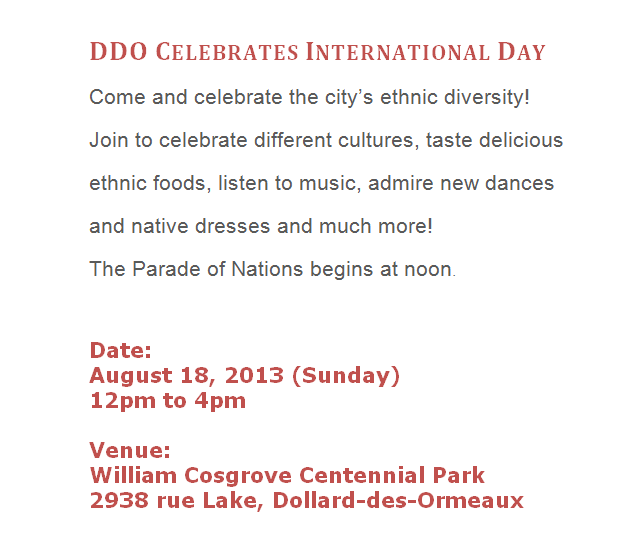 DDO Celebrates International Day
Come and celebrate the city's ethnic diversity!
Join to celebrate different cultures, taste delicious
ethnic foods, listen to music, admire new dances
and native dresses and much more!
The Parade of Nations begins at noon.
Date:
August 18, 2013 (Sunday)
12pm to 4pm
Venue:
William Cosgrove Centennial Park
2938 rue Lake, Dollard-des-Ormeaux